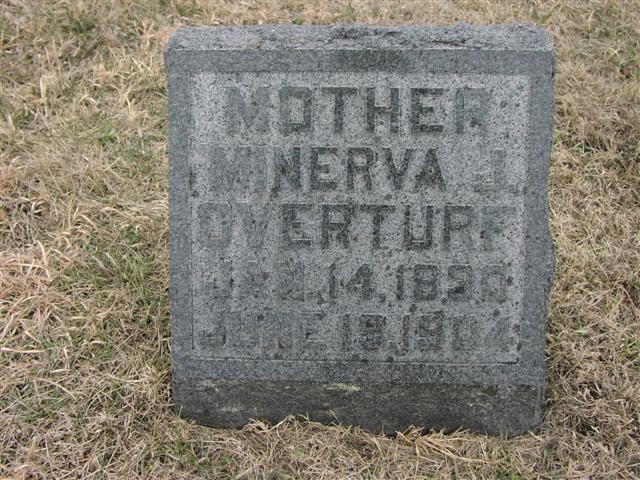 MOTHER
MINERVA J.
OVERTURF
JAN. 14, 1830
JUNE 18, 1904